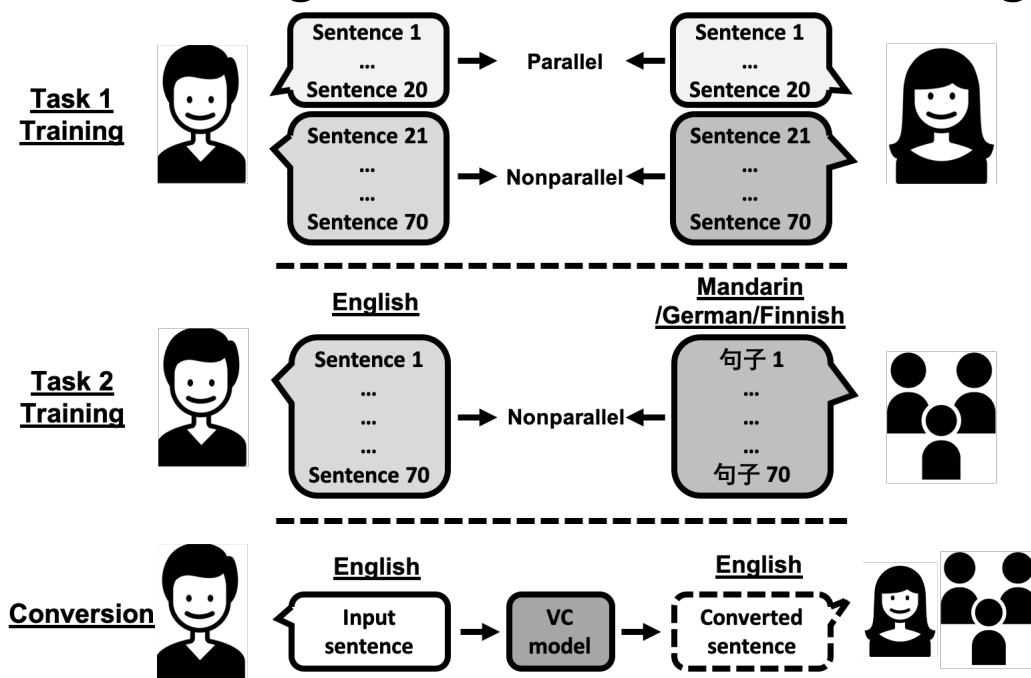 Task 1
Training
Sentence 1
...
Sentence 20
Parallel
Sentence 1
...
Sentence 20
Sentence 21
...
...
Sentence 70
Nonparallel
Sentence 21
...
...
Sentence 70
English
Mandarin
/German/Finnish
Task 2
Training
Sentence 1
...
...
...
Sentence 70
Nonparallel
句子 1
...
...
...
句子 70
Conversion
English
Input
sentence
VC
model
English
Converted
sentence